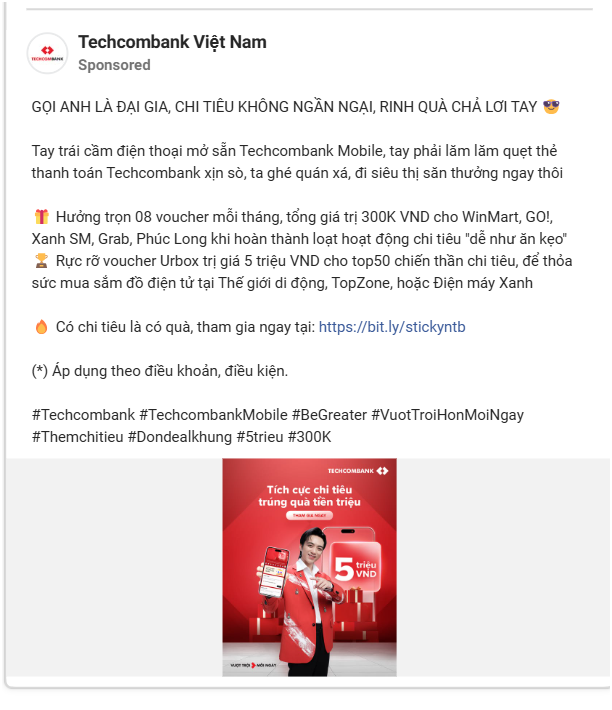 Techcombank Việt Nam
Sponsored
TECHCOMBANK
GỌI ANH LÀ ĐẠI GIA, CHI TIÊU KHÔNG NGẦN NGẠI, RINH QUÀ CHẢ LƠI TAY 😎
Tay trái cầm điện thoại mở sẵn Techcombank Mobile, tay phải lăm lăm quẹt thẻ
thanh toán Techcombank xịn sò, ta ghé quán xá, đi siêu thị săn thưởng ngay thôi
🎁 Hưởng trọn 08 voucher mỗi tháng, tổng giá trị 300K VND cho WinMart, GO!,
Xanh SM, Grab, Phúc Long khi hoàn thành loạt hoạt động chi tiêu "dễ như ăn kẹo"
🏆 Rực rỡ voucher Urbox trị giá 5 triệu VND cho top50 chiến thần chi tiêu, để thỏa
sức mua sắm đồ điện tử tại Thế giới di động, TopZone, hoặc Điện máy Xanh
🔥 Có chi tiêu là có quà, tham gia ngay tại: https://bit.ly/stickyntb
(*) Áp dụng theo điều khoản, điều kiện.
#Techcombank #TechcombankMobile #BeGreater #VuotTroiHonMoiNgay
#Themchitieu #Dondealkhung #5trieu #300K
TECHCOMBANK
Tích cực chi tiêu
trúng quà tiền triệu
THAM GIA NGAY
5 triệu
VND
VƯỢT TRỘI MỖI NGÀY